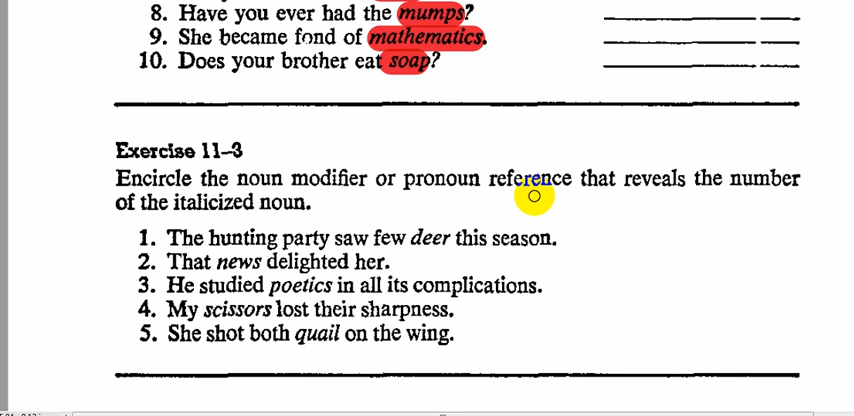 8. Have you ever had the mumps?
9. She became fond of mathematics.
10. Does your brother eat soap?
Exercise 11–3
Encircle the noun modifier or pronoun reference that reveals the number
of the italicized noun.
1. The hunting party saw few deer this season.
2. That news delighted her.
3. He studied poetics in all its complications.
4. My scissors lost their sharpness.
5. She shot both quail on the wing.